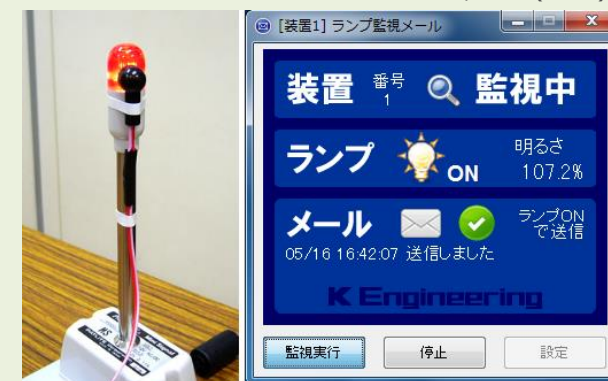 [装置1] ランプ監視メール
装置 番号 1 監視中
ランプ ON 明るさ 107.2%
メール ランプONで送信
05/16 16:42:07 送信しました
K Engineering
監視実行 停止 設定